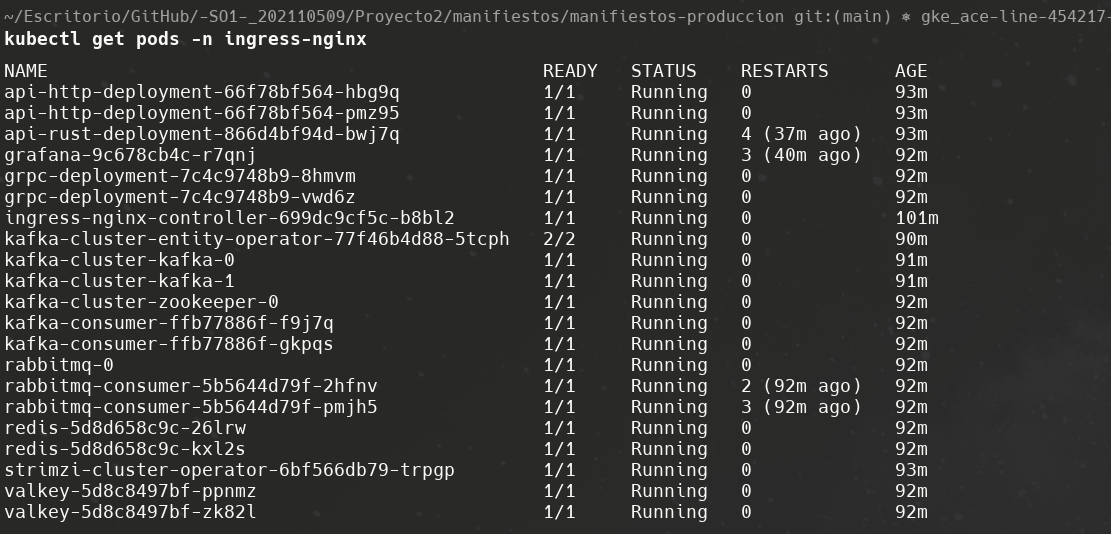 ~/Escritorio/GitHub/-SO1-_202110509/Proyecto2/manifiestos/manifiestos-produccion git:(main) ⎈ gke_ace-line-454217-
kubectl get pods -n ingress-nginx
NAME READY STATUS RESTARTS AGE
api-http-deployment-66f78bf564-hbg9q 1/1 Running 0 93m
api-http-deployment-66f78bf564-pmz95 1/1 Running 0 93m
api-rust-deployment-866d4bf94d-bwj7q 1/1 Running 4 (37m ago) 93m
grafana-9c678cb4c-r7qnj 1/1 Running 3 (40m ago) 92m
grpc-deployment-7c4c9748b9-8hmvm 1/1 Running 0 92m
grpc-deployment-7c4c9748b9-vwd6z 1/1 Running 0 92m
ingress-nginx-controller-699dc9cf5c-b8bl2 1/1 Running 0 101m
kafka-cluster-entity-operator-77f46b4d88-5tcph 2/2 Running 0 90m
kafka-cluster-kafka-0 1/1 Running 0 91m
kafka-cluster-kafka-1 1/1 Running 0 91m
kafka-cluster-zookeeper-0 1/1 Running 0 92m
kafka-consumer-ffb77886f-f9j7q 1/1 Running 0 92m
kafka-consumer-ffb77886f-gkpqs 1/1 Running 0 92m
rabbitmq-0 1/1 Running 0 92m
rabbitmq-consumer-5b5644d79f-2hfnv 1/1 Running 2 (92m ago) 92m
rabbitmq-consumer-5b5644d79f-pmjh5 1/1 Running 3 (92m ago) 92m
redis-5d8d658c9c-26lrw 1/1 Running 0 92m
redis-5d8d658c9c-kxl2s 1/1 Running 0 92m
strimzi-cluster-operator-6bf566db79-trpgp 1/1 Running 0 93m
valkey-5d8c8497bf-ppnmz 1/1 Running 0 92m
valkey-5d8c8497bf-zk82l 1/1 Running 0 92m